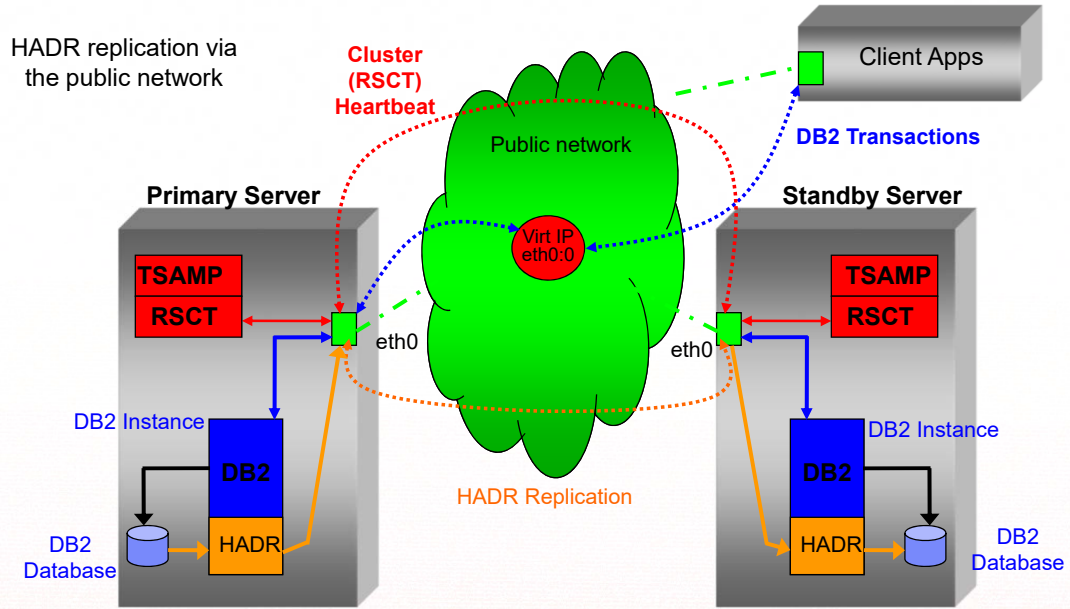 HADR replication via
the public network
Cluster
(RSCT)
Heartbeat
Client Apps
Public network
DB2 Transactions
Primary Server
Standby Server
Virt IP
eth0:0
TSAMP
RSCT
eth0
TSAMP
RSCT
eth0
DB2 Instance
DB2
HADR
DB2
Database
HADR Replication
DB2 Instance
DB2
HADR
DB2
Database